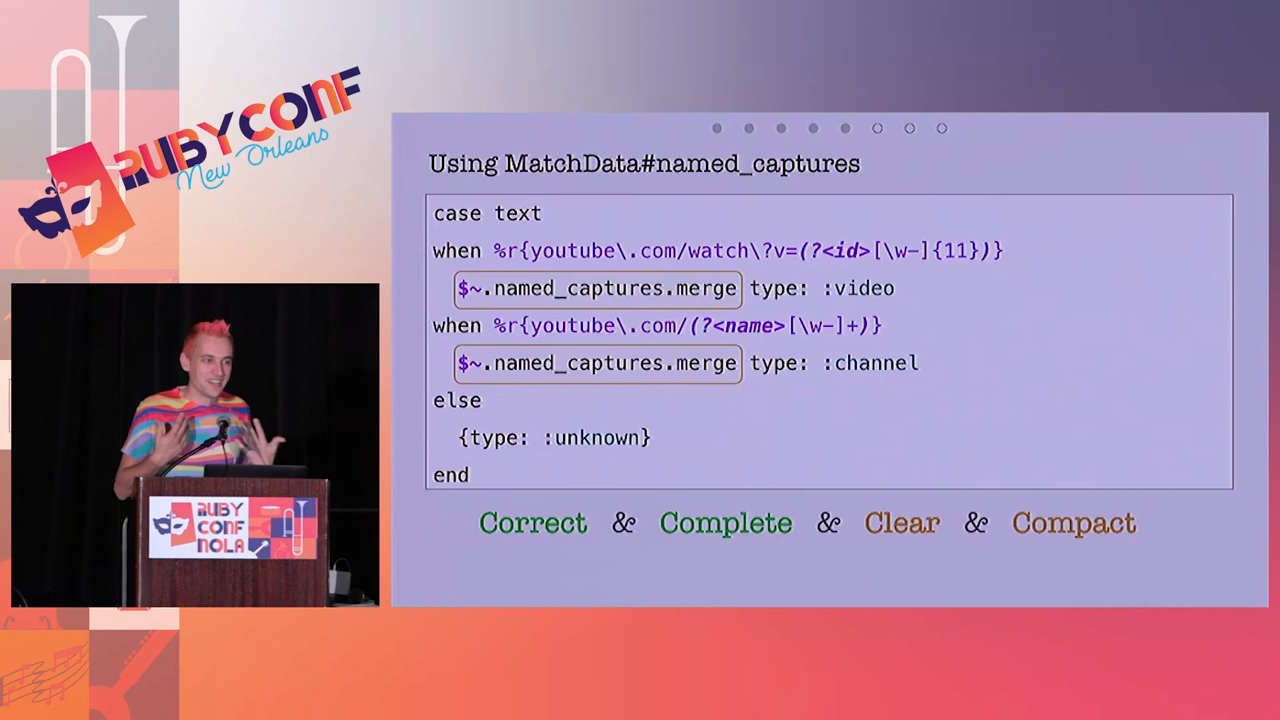 RUBYCONF
New Orleans
Using MatchData#named_captures
case text
when %r{youtube\.com/watch\?v=(?<id>[\w-]{11})}
$~.named_captures.merge type: :video
when %r{youtube\.com/(?<name>[\w-]+)}
$~.named_captures.merge type: :channel
else
{type: :unknown}
end
Correct & Complete & Clear & Compact
RUBY
CONF
NOLA